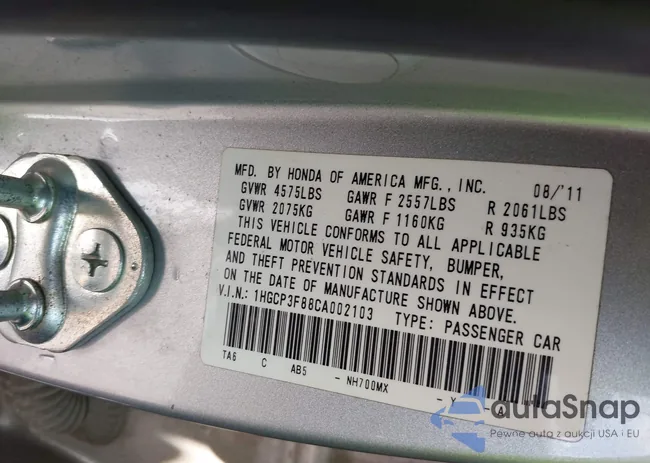 MFD. BY HONDA OF AMERICA MFG., INC. 08/'11
GVWR 4575LBS GAWR F 2557LBS R 2061LBS
GVWR 2075KG GAWR F 1160KG R 935KG
THIS VEHICLE CONFORMS TO ALL APPLICABLE
FEDERAL MOTOR VEHICLE SAFETY, BUMPER,
AND THEFT PREVENTION STANDARDS IN EFFECT
ON THE DATE OF MANUFACTURE SHOWN ABOVE.
V.I.N.: 1HGCP3F88CA002103 TYPE: PASSENGER CAR
TA6 C AB5 - NH700MX - Y
autaSnap
Pewne auta z aukcji USA i EU